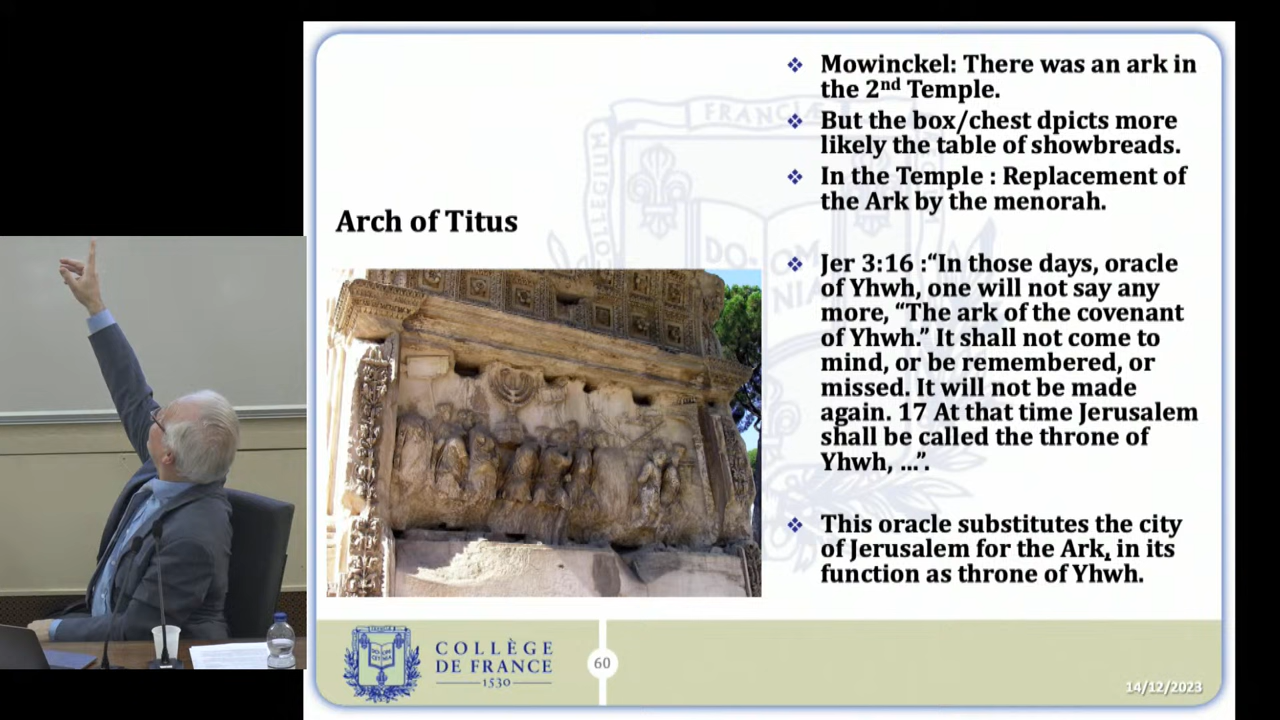 Mowinckel: There was an ark in
the 2nd Temple.
But the box/chest dpicts more
likely the table of showbreads.
In the Temple : Replacement of
the Ark by the menorah.
Arch of Titus
Jer 3:16 :“In those days, oracle
of Yhwh, one will not say any
more, “The ark of the covenant
of Yhwh.” It shall not come to
mind, or be remembered, or
missed. It will not be made
again. 17 At that time Jerusalem
shall be called the throne of
Yhwh, ...”.
This oracle substitutes the city
of Jerusalem for the Ark, in its
function as throne of Yhwh.
COLLÈGE
DE FRANCE
1530
60
14/12/2023